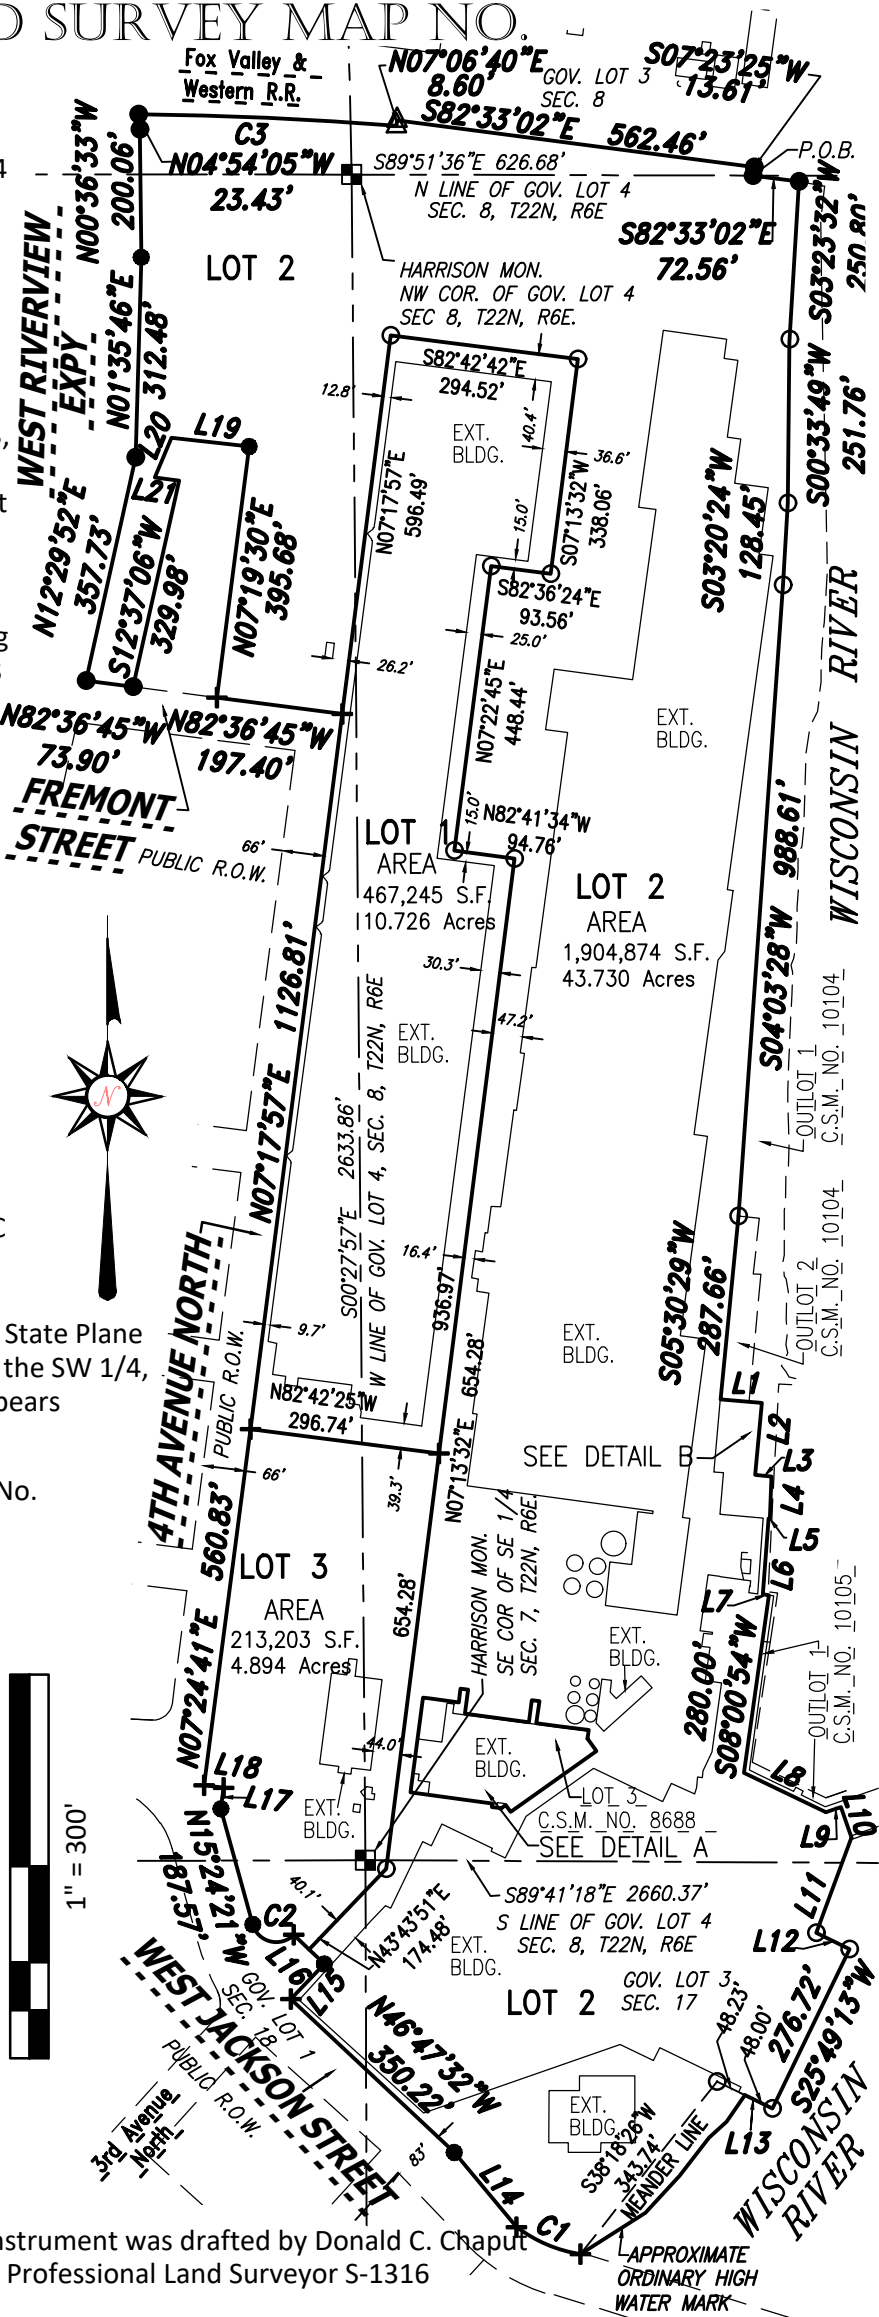 D SURVEY MAP NO.
Fox Valley &
Western R.R.
N07°06'40"E
8.60'
GOV. LOT 3
SEC. 8
S07°23'25"W
13.61'
S82°33'02"E 562.46'
P.O.B.
C3
N04°54'05"W
23.43'
S89°51'36"E 626.68'
N LINE OF GOV. LOT 4
SEC. 8, T22N, R6E
S82°33'02"E
72.56'
S03°23'32"W
250.80'
N00°36'33"W
200.06'
4
WEST RIVERVIEW
EXPY
LOT 2
HARRISON MON.
NW COR. OF GOV. LOT 4
SEC 8, T22N, R6E.
N01°35'46"E
312.48'
S82°42'42"E
294.52'
12.8'
40.4'
EXT.
BLDG.
36.6'
S00°33'49"W
251.76'
L20
L19
L21
N07°17'57"E
596.49'
15.0'
S07°13'32"W
338.06'
S03°20'24"W
128.45'
N12°29'52"E
357.73'
S12°37'06"W
329.98'
N07°19'30"E
395.68'
S82°36'24"E
93.56'
25.0'
26.2'
N07°22'45"E
448.44'
EXT.
BLDG.
WISCONSIN RIVER
N82°36'45"W
73.90'
N82°36'45"W
197.40'
FREMONT
STREET
PUBLIC R.O.W.
66'
LOT 1
AREA
467,245 S.F.
10.726 Acres
15.0'
N82°41'34"W
94.76'
LOT 2
AREA
1,904,874 S.F.
43.730 Acres
S04°03'28"W 988.61'
30.3'
47.2'
EXT.
BLDG.
N07°17'57"E 1126.81'
N
OUTLOT 1
C.S.M. NO. 10104
S00°27'57"E 2633.86'
W LINE OF GOV. LOT 4, SEC. 8, T22N, R6E
16.4'
936.97'
OUTLOT 2
C.S.M. NO. 10104
S05°30'29"W
287.66'
C
State Plane
the SW 1/4,
bears
No.
4TH AVENUE NORTH
PUBLIC R.O.W.
9.7'
EXT.
BLDG.
N82°42'25"W
296.74'
654.28'
L1
L2
SEE DETAIL B
L3
66'
39.3'
N07°13'32"E
L4
L5
L6
L7
560.83'
N07°24'41"E
LOT 3
AREA
213,203 S.F.
4.894 Acres
654.28'
HARRISON MON.
SE COR OF SE 1/4
SEC. 7, T22N, R6E.
EXT.
BLDG.
S08°00'54"W
280.00'
OUTLOT 1
C.S.M. NO. 10105
44.0'
EXT.
BLDG.
EXT.
BLDG.
L18
L17
LOT 3
C.S.M. NO. 8688
SEE DETAIL A
L8
L9
L10
1" = 300'
N15°24'21"W
187.57'
C2
40.1'
N43°43'51"E
174.48'
S89°41'18"E 2660.37'
S LINE OF GOV. LOT 4
SEC. 8, T22N, R6E
L11
L12
L16
L15
EXT.
BLDG.
GOV. LOT 1
SEC. 18
LOT 2
GOV. LOT 3
SEC. 17
WEST JACKSON STREET
PUBLIC R.O.W.
N46°47'32"W
350.22'
48.23'
48.00'
276.72'
S25°49'13"W
3rd Avenue
North
83'
EXT.
BLDG.
S38°18'26"W
343.74'
MEANDER LINE
L13
WISCONSIN
RIVER
L14
C1
nstrument was drafted by Donald C. Chaput
Professional Land Surveyor S-1316
APPROXIMATE
ORDINARY HIGH
WATER MARK